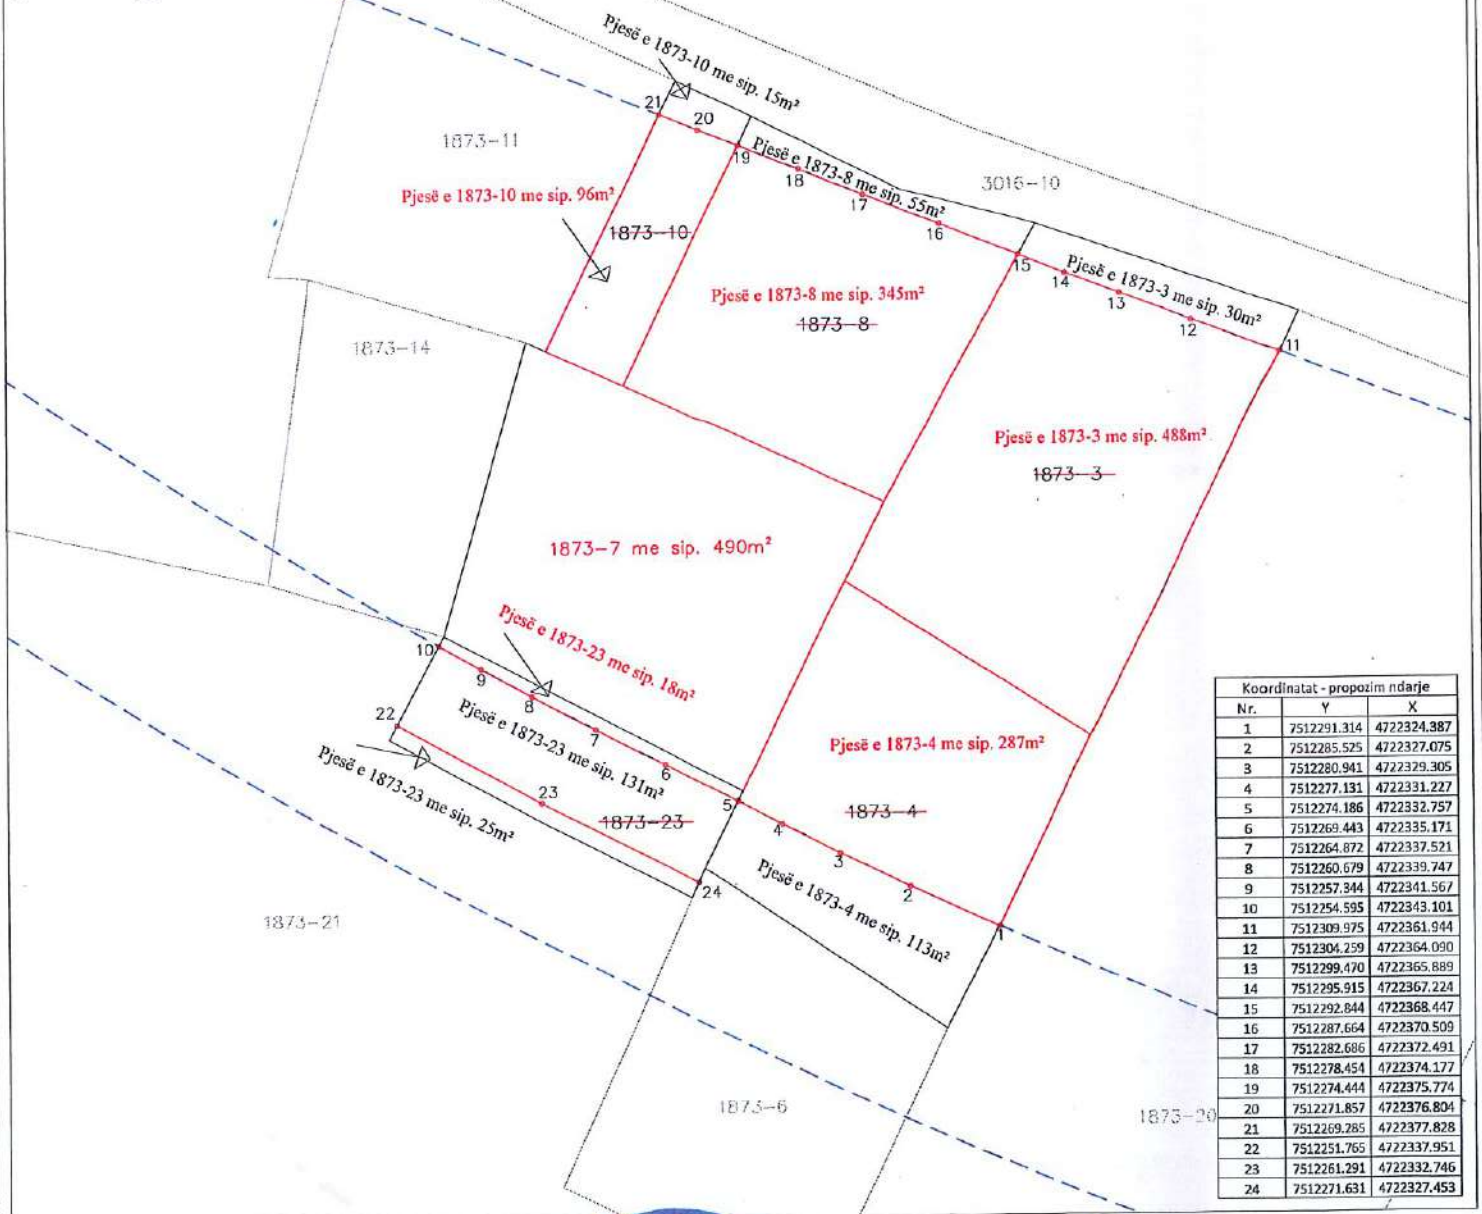 Pjesë e 1873-10 me sip. 15m²
21
20
1873-11
19
Pjesë e 1873-8 me sip. 55m²
18
17
16
3016-10
Pjesë e 1873-10 me sip. 96m²
1873-10
15
Pjesë e 1873-3 me sip. 30m²
14
13
12
11
Pjesë e 1873-8 me sip. 345m²
1873-8
1873-14
Pjesë e 1873-3 me sip. 488m²
1873-3
1873-7 me sip. 490m²
Pjesë e 1873-23 me sip. 18m²
10
9
8
7
6
5
Pjesë e 1873-23 me sip. 131m²
22
Pjesë e 1873-23 me sip. 25m²
23
1873-23
24
Pjesë e 1873-4 me sip. 287m²
1873-4
4
3
2
1
Pjesë e 1873-4 me sip. 113m²
1873-21
1873-6
1873-20
Koordinatat - propozim ndarje
Nr. Y X
1 7512291.314 4722324.387
2 7512285.525 4722327.075
3 7512280.941 4722329.305
4 7512277.131 4722331.227
5 7512274.186 4722332.757
6 7512269.443 4722335.171
7 7512264.872 4722337.521
8 7512260.679 4722339.747
9 7512257.344 4722341.567
10 7512254.595 4722343.101
11 7512309.975 4722361.944
12 7512304.259 4722364.090
13 7512299.470 4722365.889
14 7512295.915 4722367.224
15 7512292.844 4722368.447
16 7512287.664 4722370.509
17 7512282.686 4722372.491
18 7512278.454 4722374.177
19 7512274.444 4722375.774
20 7512271.857 4722376.804
21 7512269.285 4722377.828
22 7512251.765 4722337.951
23 7512261.291 4722332.746
24 7512271.631 4722327.453